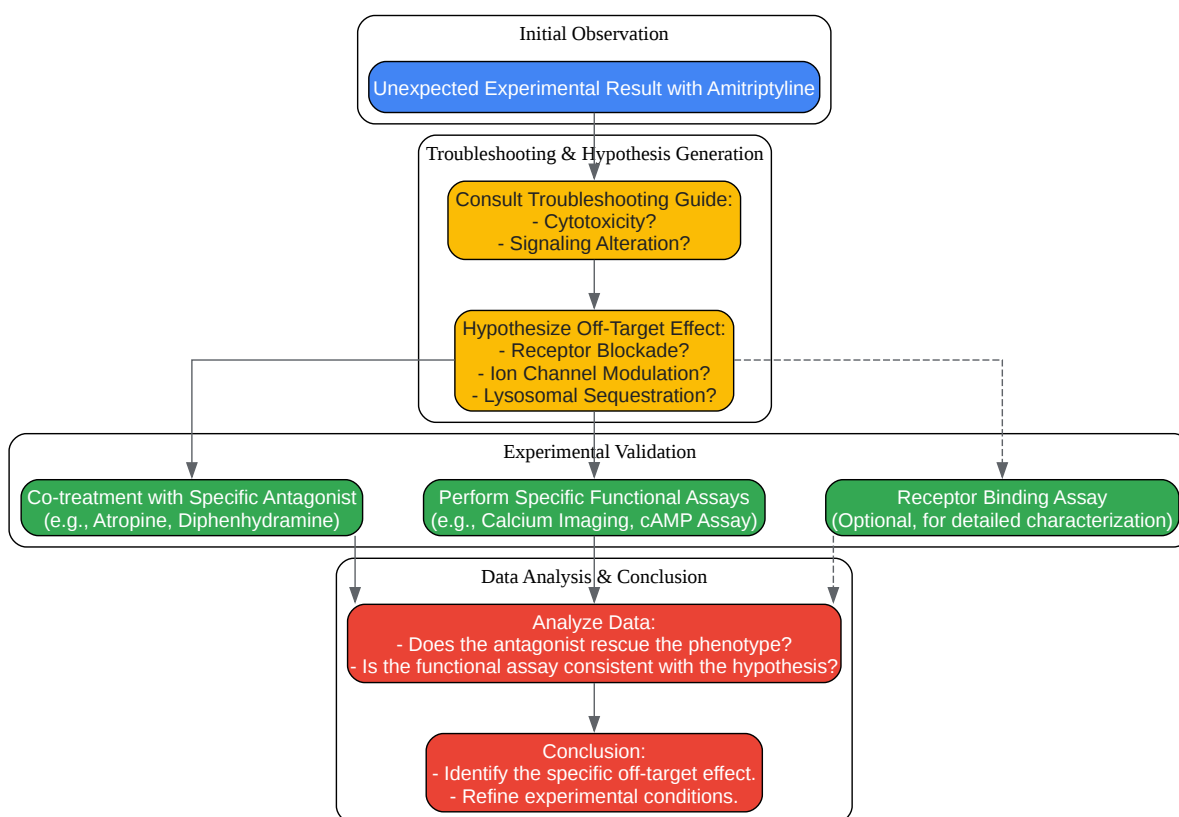 Initial Observation
Unexpected Experimental Result with Amitriptyline
Troubleshooting & Hypothesis Generation
Consult Troubleshooting Guide:
- Cytotoxicity?
- Signaling Alteration?
Hypothesize Off-Target Effect:
- Receptor Blockade?
- Ion Channel Modulation?
- Lysosomal Sequestration?
Experimental Validation
Co-treatment with Specific Antagonist
(e.g., Atropine, Diphenhydramine)
Perform Specific Functional Assays
(e.g., Calcium Imaging, cAMP Assay)
Receptor Binding Assay
(Optional, for detailed characterization)
Data Analysis & Conclusion
Analyze Data:
- Does the antagonist rescue the phenotype?
- Is the functional assay consistent with the hypothesis?
Conclusion:
- Identify the specific off-target effect.
- Refine experimental conditions.